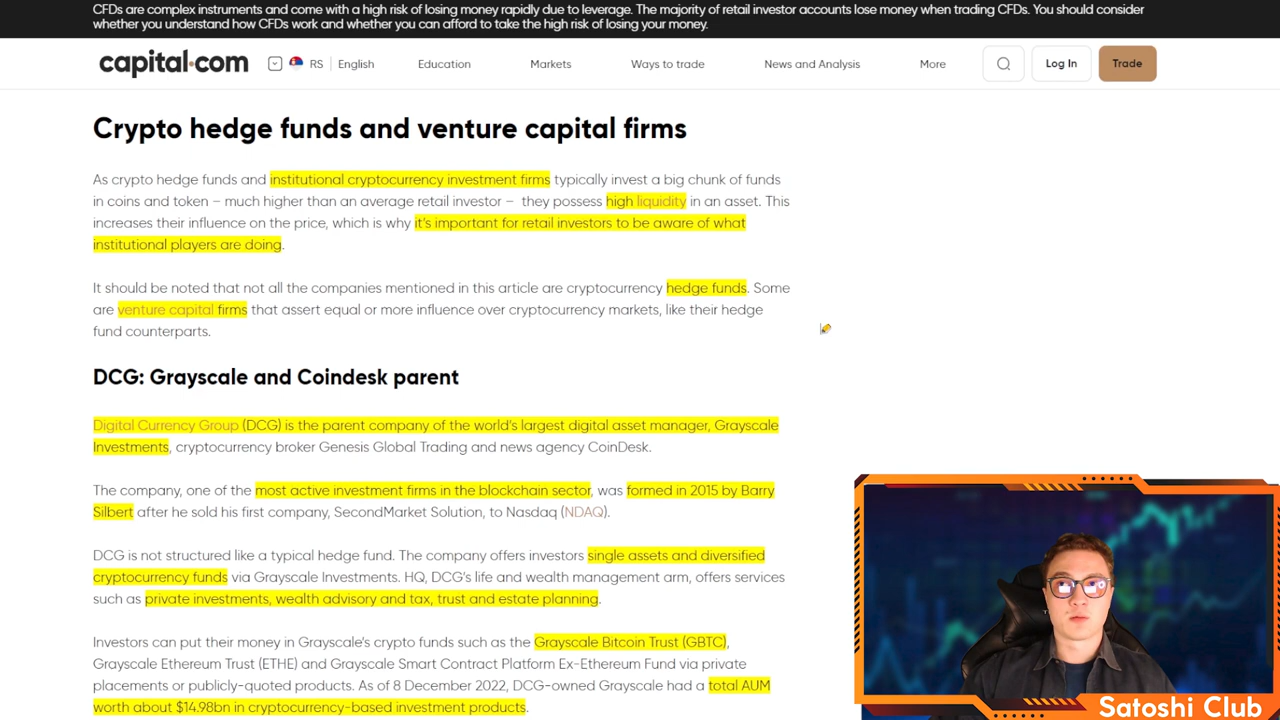 CFDs are complex instruments and come with a high risk of losing money rapidly due to leverage. The majority of retail investor accounts lose money when trading CFDs. You should consider
whether you understand how CFDs work and whether you can afford to take the high risk of losing your money.
capital.com RS English Education Markets Ways to trade News and Analysis More Log In Trade
Crypto hedge funds and venture capital firms
As crypto hedge funds and institutional cryptocurrency investment firms typically invest a big chunk of funds
in coins and token – much higher than an average retail investor – they possess high liquidity in an asset. This
increases their influence on the price, which is why it's important for retail investors to be aware of what
institutional players are doing.
It should be noted that not all the companies mentioned in this article are cryptocurrency hedge funds. Some
are venture capital firms that assert equal or more influence over cryptocurrency markets, like their hedge
fund counterparts.
DCG: Grayscale and Coindesk parent
Digital Currency Group (DCG) is the parent company of the world's largest digital asset manager, Grayscale
Investments, cryptocurrency broker Genesis Global Trading and news agency CoinDesk.
The company, one of the most active investment firms in the blockchain sector, was formed in 2015 by Barry
Silbert after he sold his first company, SecondMarket Solution, to Nasdaq (NDAQ).
DCG is not structured like a typical hedge fund. The company offers investors single assets and diversified
cryptocurrency funds via Grayscale Investments. HQ, DCG's life and wealth management arm, offers services
such as private investments, wealth advisory and tax, trust and estate planning.
Investors can put their money in Grayscale's crypto funds such as the Grayscale Bitcoin Trust (GBTC),
Grayscale Ethereum Trust (ETHE) and Grayscale Smart Contract Platform Ex-Ethereum Fund via private
placements or publicly-quoted products. As of 8 December 2022, DCG-owned Grayscale had a total AUM
worth about $14.98bn in cryptocurrency-based investment products.
Satoshi Club